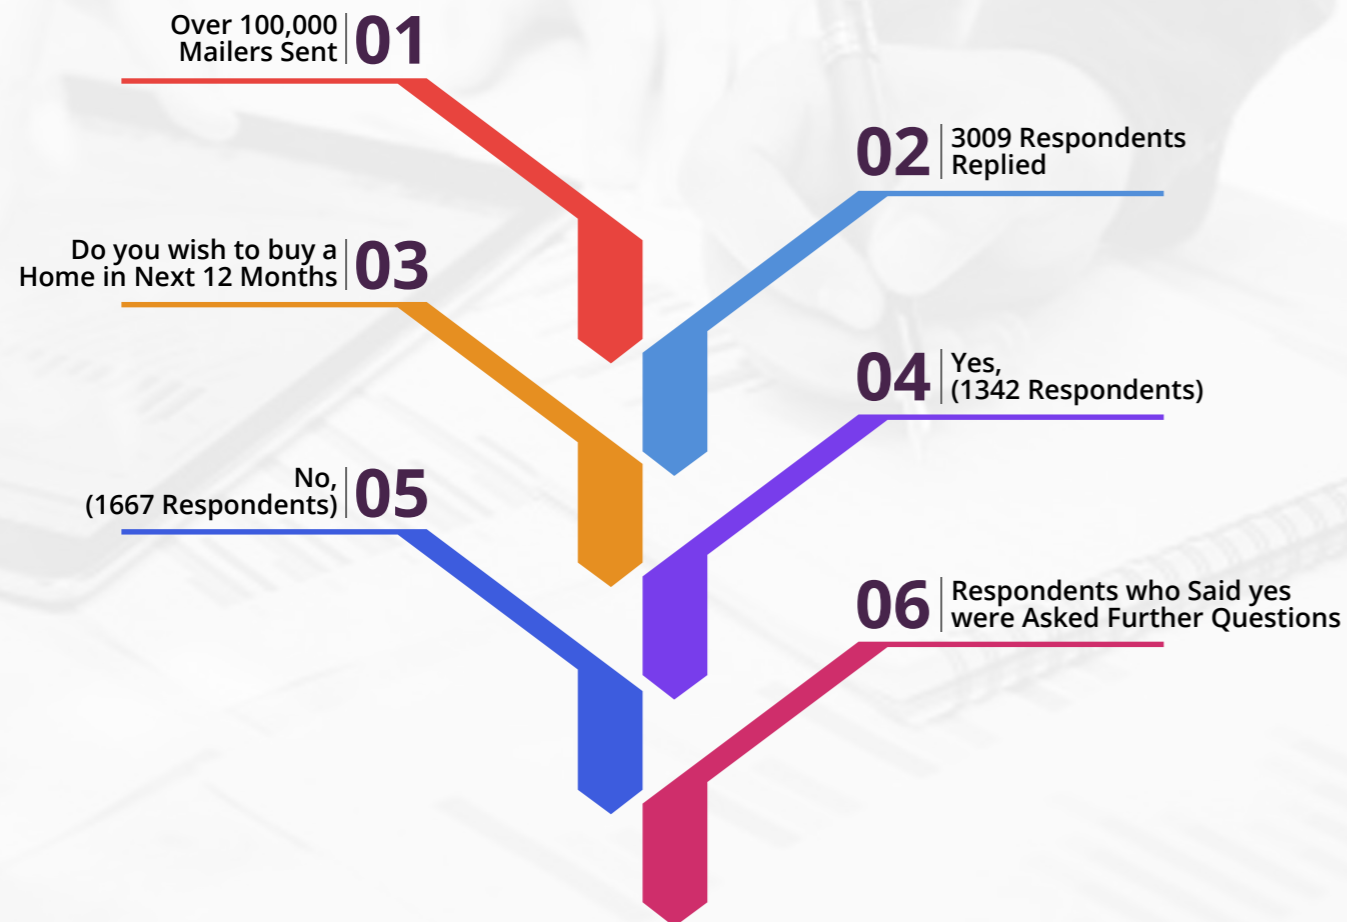 Over 100,000
Mailers Sent
01
02
3009 Respondents
Replied
Do you wish to buy a
Home in Next 12 Months
03
04
Yes,
(1342 Respondents)
No,
(1667 Respondents)
05
06
Respondents who Said yes
were Asked Further Questions